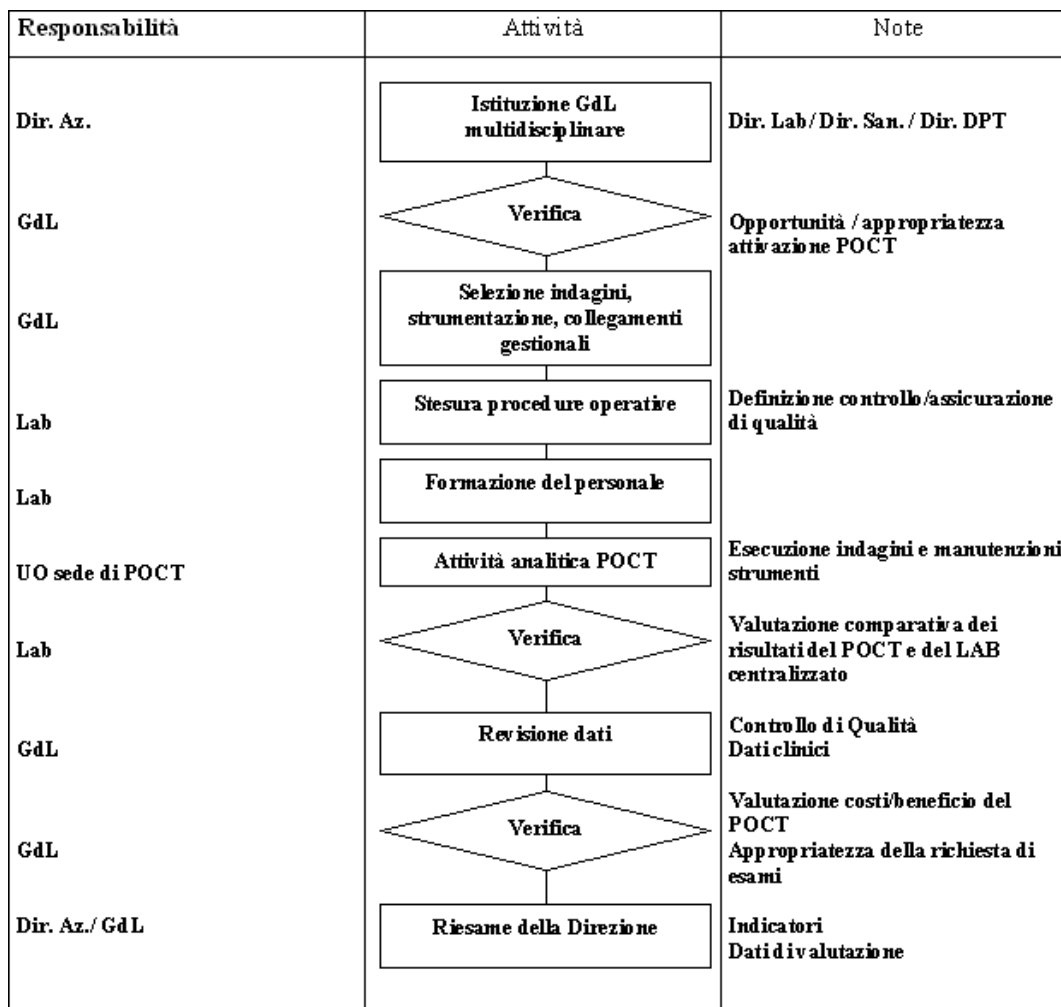 Responsabilità
Attività
Note
Dir. Az.
Istituzione GdL
multidisciplinare
Dir. Lab/ Dir. San. / Dir. DPT
GdL
Verifica
Opportunità / appropriatezza
attivazione POCT
GdL
Selezione indagini,
strumentazione, collegamenti
gestionali
Lab
Stesura procedure operative
Definizione controllo/assicurazione
di qualità
Lab
Formazione del personale
UO sede di POCT
Attività analitica POCT
Esecuzione indagini e manutenzioni
strumenti
Lab
Verifica
Valutazione comparativa dei
risultati del POCT e del LAB
centralizzato
GdL
Revisione dati
Controllo di Qualità
Dati clinici
GdL
Verifica
Valutazione costi/beneficio del
POCT
Appropriatezza della richiesta di
esami
Dir. Az./ GdL
Riesame della Direzione
Indicatori
Dati di valutazione